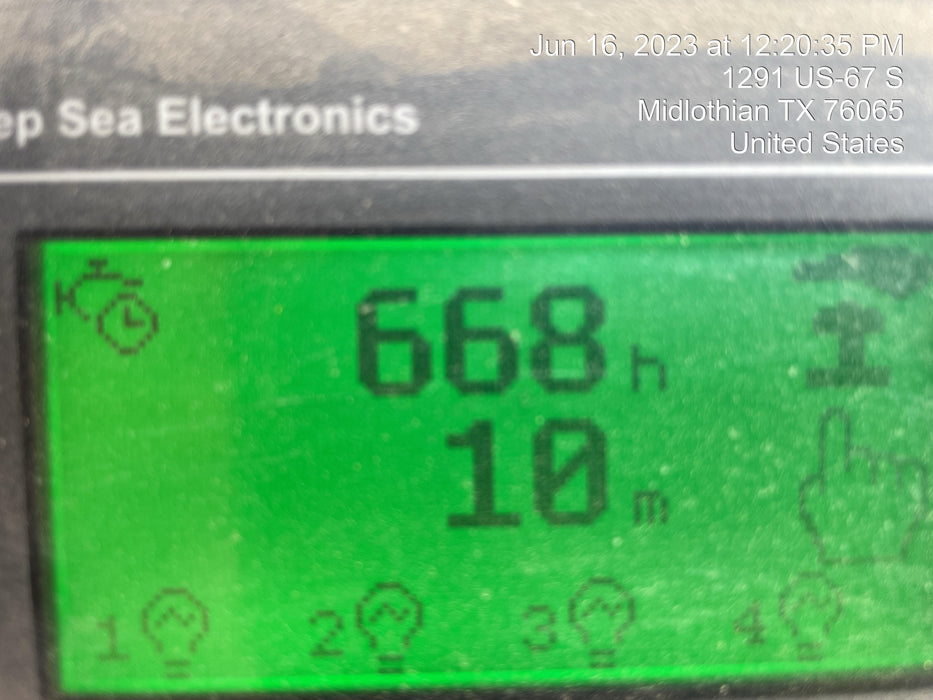 Jun 16, 2023 at 12:20:35 PM
1291 US-67 S
Midlothian TX 76065
United States
ep Sea Electronics
668 h
10 m
1 2 3 4